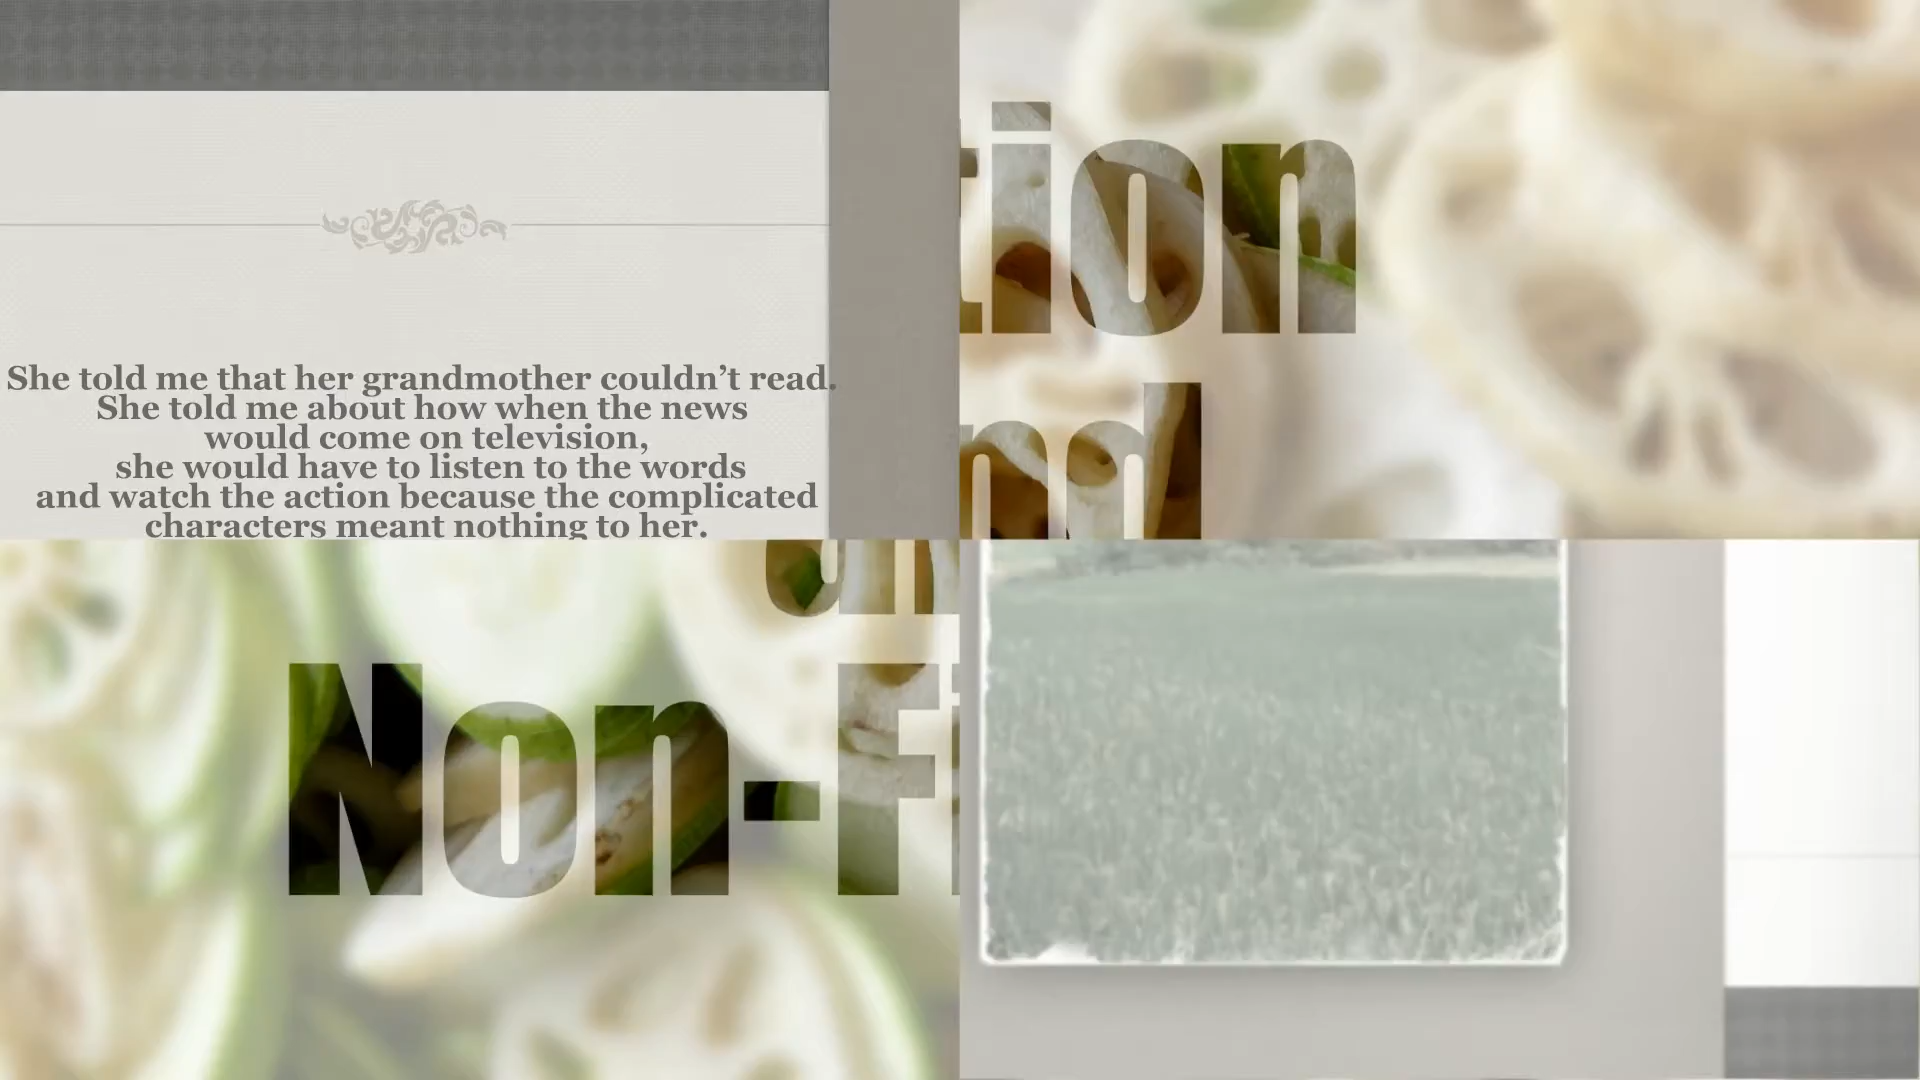 She told me that her grandmother couldn’t read.
She told me about how when the news
would come on television,
she would have to listen to the words
and watch the action because the complicated
characters meant nothing to her.
tion
nd
Non-F